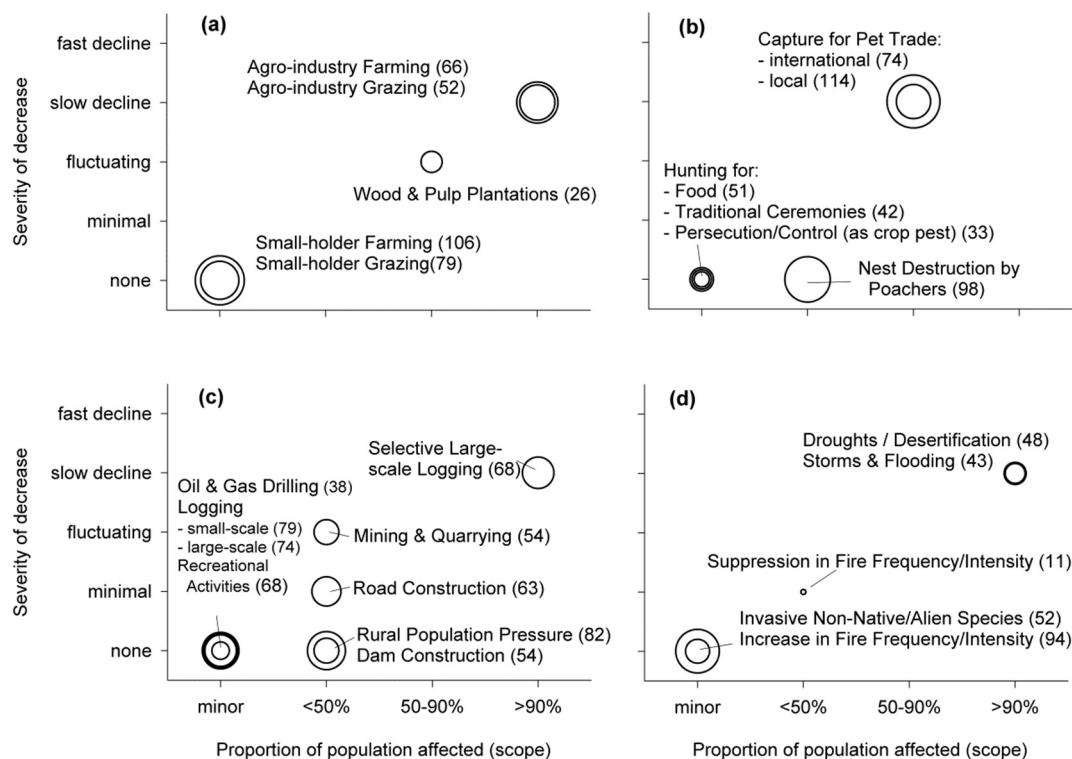 (a)
Severity of decrease
fast decline
slow decline
fluctuating
minimal
none
Agro-industry Farming (66)
Agro-industry Grazing (52)
Wood & Pulp Plantations (26)
Small-holder Farming (106)
Small-holder Grazing(79)
(b)
Capture for Pet Trade:
- international (74)
- local (114)
Hunting for:
- Food (51)
- Traditional Ceremonies (42)
- Persecution/Control (as crop pest) (33)
Nest Destruction by
Poachers (98)
(c)
Severity of decrease
fast decline
slow decline
fluctuating
minimal
none
Selective Large-
scale Logging (68)
Oil & Gas Drilling (38)
Logging
- small-scale (79)
- large-scale (74)
Recreational
Activities (68)
Mining & Quarrying (54)
Road Construction (63)
Rural Population Pressure (82)
Dam Construction (54)
minor
<50%
50-90%
>90%
Proportion of population affected (scope)
(d)
Droughts / Desertification (48)
Storms & Flooding (43)
Suppression in Fire Frequency/Intensity (11)
Invasive Non-Native/Alien Species (52)
Increase in Fire Frequency/Intensity (94)
minor
<50%
50-90%
>90%
Proportion of population affected (scope)